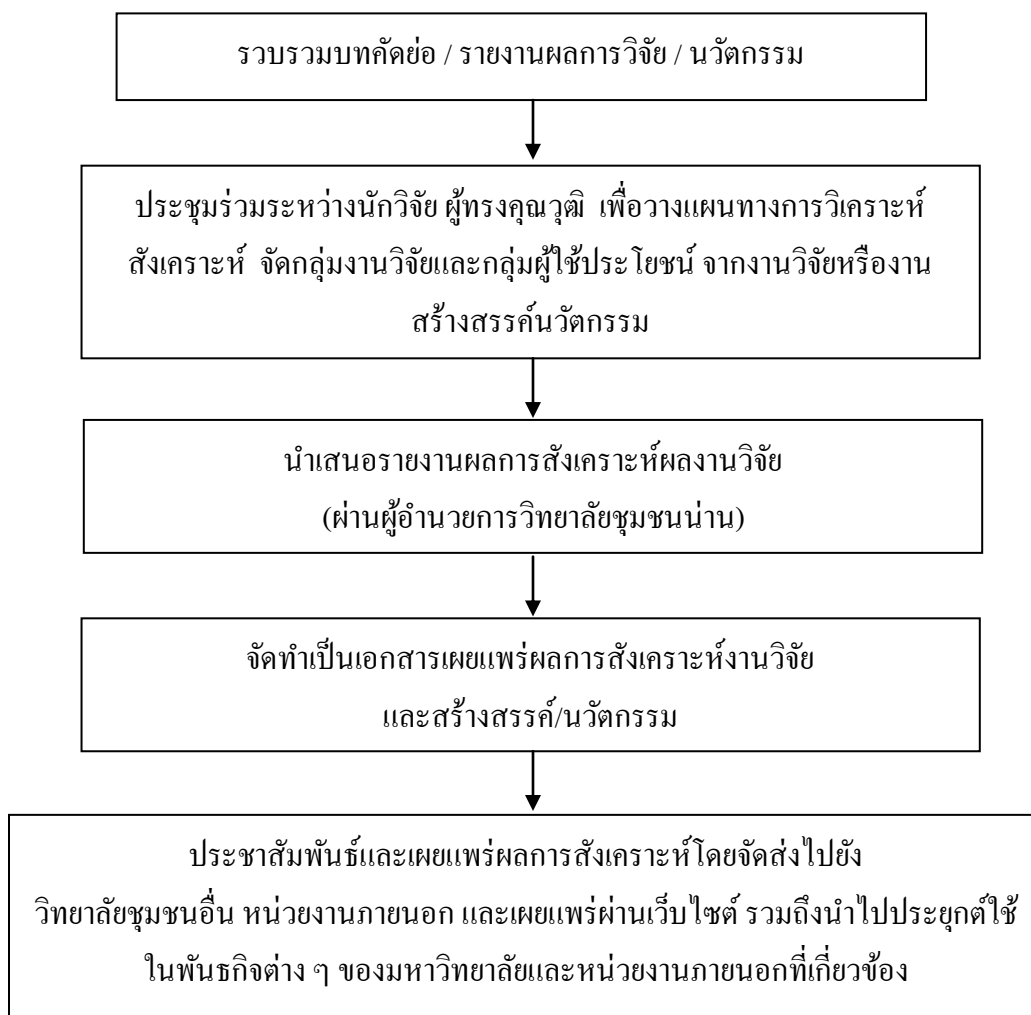 รวบรวมบทคัดย่อ / รายงานผลการวิจัย / นวัตกรรม
ประชุมร่วมระหว่างนักวิจัย ผู้ทรงคุณวุฒิ เพื่อวางแผนทางการวิเคราะห์
สังเคราะห์ จัดกลุ่มงานวิจัยและกลุ่มผู้ใช้ประโยชน์ จากงานวิจัยหรืองาน
สร้างสรรค์นวัตกรรม
นำเสนอรายงานผลการสังเคราะห์ผลงานวิจัย
(ผ่านผู้อำนวยการวิทยาลัยชุมชนน่าน)
จัดทำเป็นเอกสารเผยแพร่ผลการสังเคราะห์งานวิจัย
และสร้างสรรค์/นวัตกรรม
ประชาสัมพันธ์และเผยแพร่ผลการสังเคราะห์โดยจัดส่งไปยัง
วิทยาลัยชุมชนอื่น หน่วยงานภายนอก และเผยแพร่ผ่านเว็บไซต์ รวมถึงนำไปประยุกต์ใช้
ในพันธกิจต่าง ๆ ของมหาวิทยาลัยและหน่วยงานภายนอกที่เกี่ยวข้อง